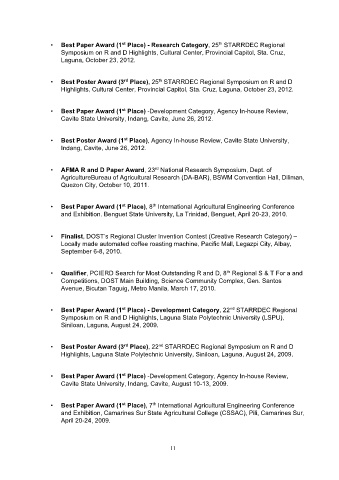 • Best Paper Award (1st Place) - Research Category, 25th STARRDEC Regional
Symposium on R and D Highlights, Cultural Center, Provincial Capitol, Sta. Cruz,
Laguna, October 23, 2012.
• Best Poster Award (3rd Place), 25th STARRDEC Regional Symposium on R and D
Highlights, Cultural Center, Provincial Capitol, Sta. Cruz, Laguna, October 23, 2012.
• Best Paper Award (1st Place) -Development Category, Agency In-house Review,
Cavite State University, Indang, Cavite, June 26, 2012.
• Best Poster Award (1st Place), Agency In-house Review, Cavite State University,
Indang, Cavite, June 26, 2012.
• AFMA R and D Paper Award, 23rd National Research Symposium, Dept. of
AgricultureBureau of Agricultural Research (DA-BAR), BSWM Convention Hall, Diliman,
Quezon City, October 10, 2011.
• Best Paper Award (1st Place), 8th International Agricultural Engineering Conference
and Exhibition, Benguet State University, La Trinidad, Benguet, April 20-23, 2010.
• Finalist, DOST's Regional Cluster Invention Contest (Creative Research Category) –
Locally made automated coffee roasting machine, Pacific Mall, Legazpi City, Albay,
September 6-8, 2010.
• Qualifier, PCIERD Search for Most Outstanding R and D, 8th Regional S & T For a and
Competitions, DOST Main Building, Science Community Complex, Gen. Santos
Avenue, Bicutan Taguig, Metro Manila, March 17, 2010.
• Best Paper Award (1st Place) - Development Category, 22nd STARRDEC Regional
Symposium on R and D Highlights, Laguna State Polytechnic University (LSPU),
Siniloan, Laguna, August 24, 2009.
• Best Poster Award (3rd Place), 22nd STARRDEC Regional Symposium on R and D
Highlights, Laguna State Polytechnic University, Siniloan, Laguna, August 24, 2009.
• Best Paper Award (1st Place) -Development Category, Agency In-house Review,
Cavite State University, Indang, Cavite, August 10-13, 2009.
• Best Paper Award (1st Place), 7th International Agricultural Engineering Conference
and Exhibition, Camarines Sur State Agricultural College (CSSAC), Pili, Camarines Sur,
April 20-24, 2009.
11